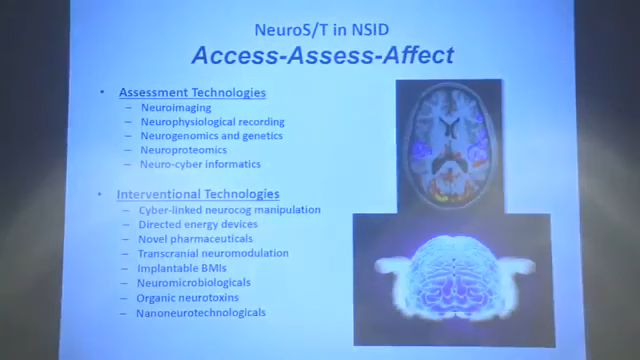 NeuroS/T in NSID
Access-Assess-Affect
• Assessment Technologies
– Neuroimaging
– Neurophysiological recording
– Neurogenomics and genetics
– Neuroproteomics
– Neuro-cyber informatics
• Interventional Technologies
– Cyber-linked neurocog manipulation
– Directed energy devices
– Novel pharmaceuticals
– Transcranial neuromodulation
– Implantable BMIs
– Neuromicrobiologicals
– Organic neurotoxins
– Nanoneurotechnologicals